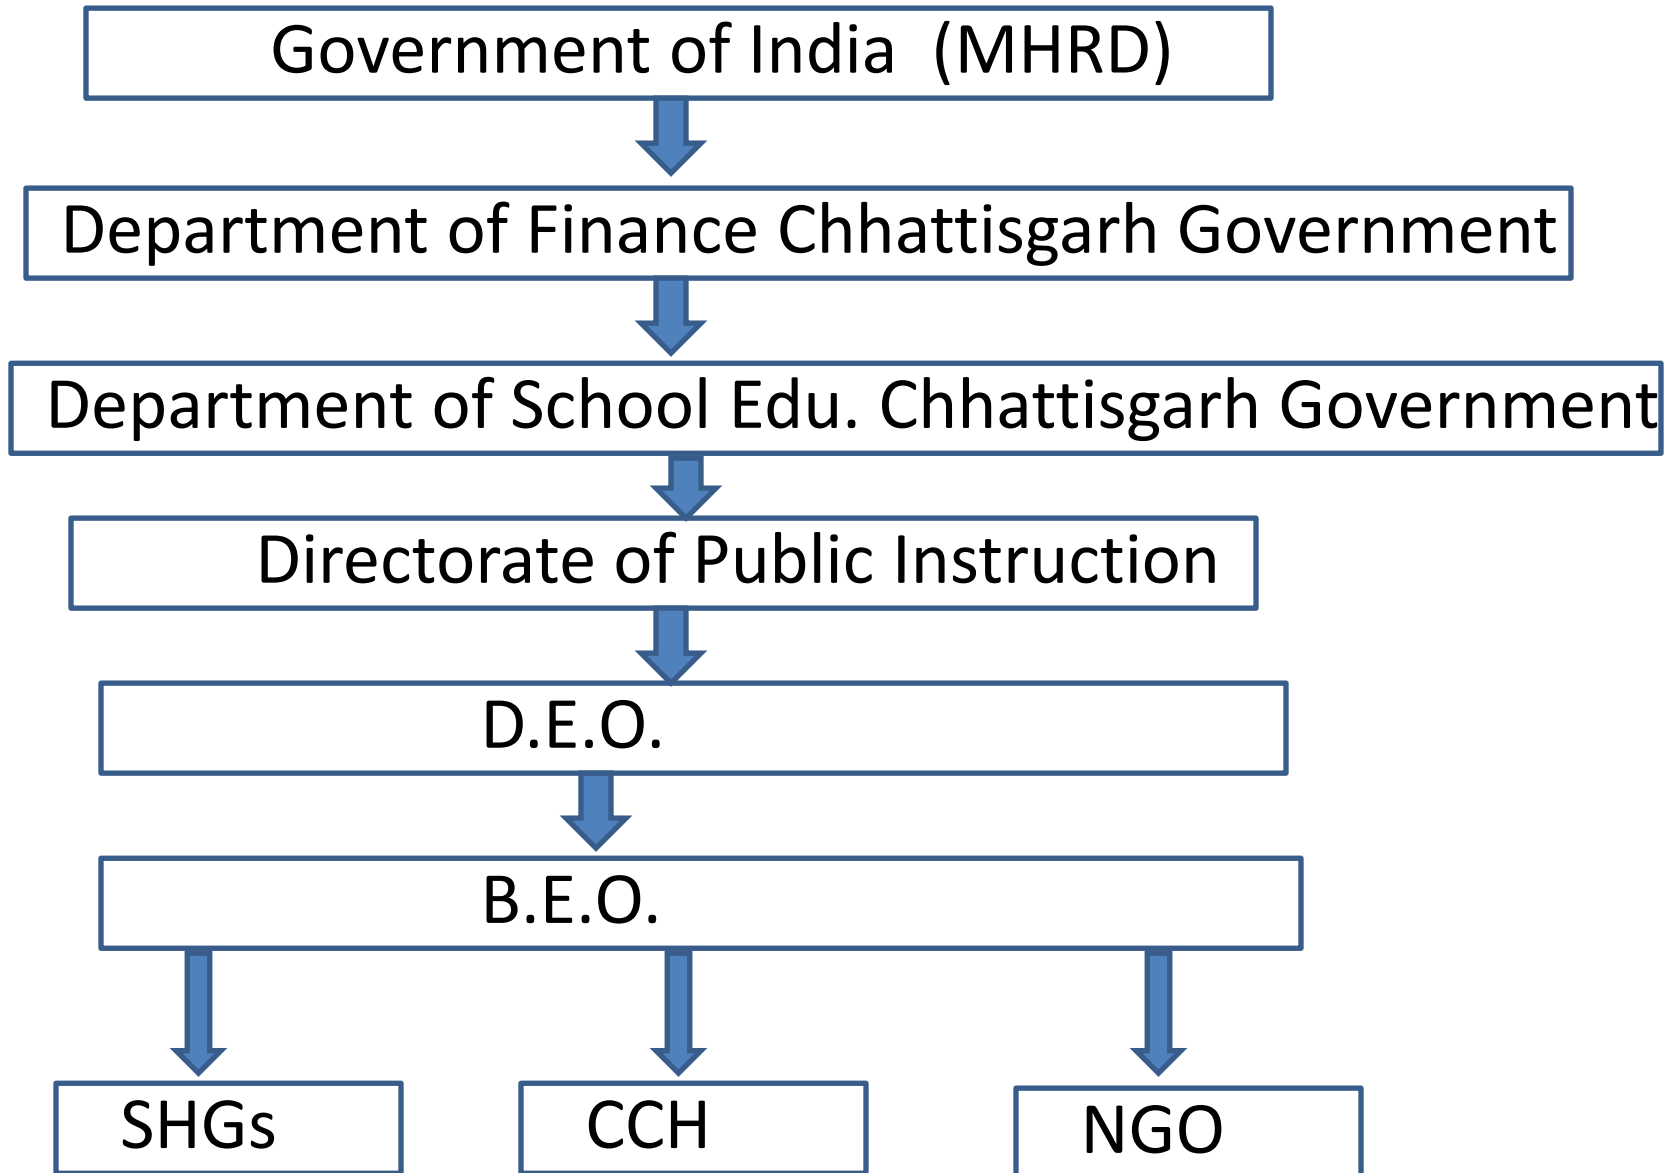 Government of India (MHRD)
Department of Finance Chhattisgarh Government
Department of School Edu. Chhattisgarh Government
Directorate of Public Instruction
D.E.O.
B.E.O.
SHGs
CCH
NGO